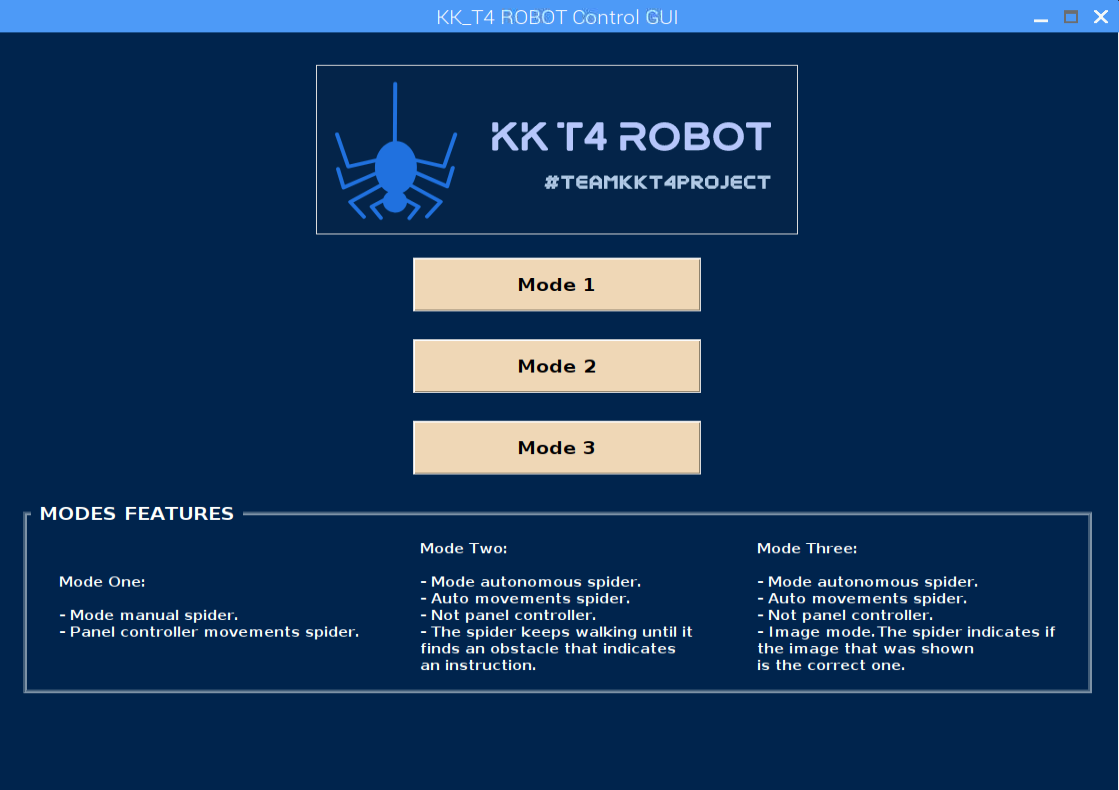 KK_T4 ROBOT Control GUI
KK T4 ROBOT
#TEAMKKT4PROJECT
Mode 1
Mode 2
Mode 3
MODES FEATURES
Mode One:
- Mode manual spider.
- Panel controller movements spider.
Mode Two:
- Mode autonomous spider.
- Auto movements spider.
- Not panel controller.
- The spider keeps walking until it
finds an obstacle that indicates
an instruction.
Mode Three:
- Mode autonomous spider.
- Auto movements spider.
- Not panel controller.
- Image mode.The spider indicates if
the image that was shown
is the correct one.